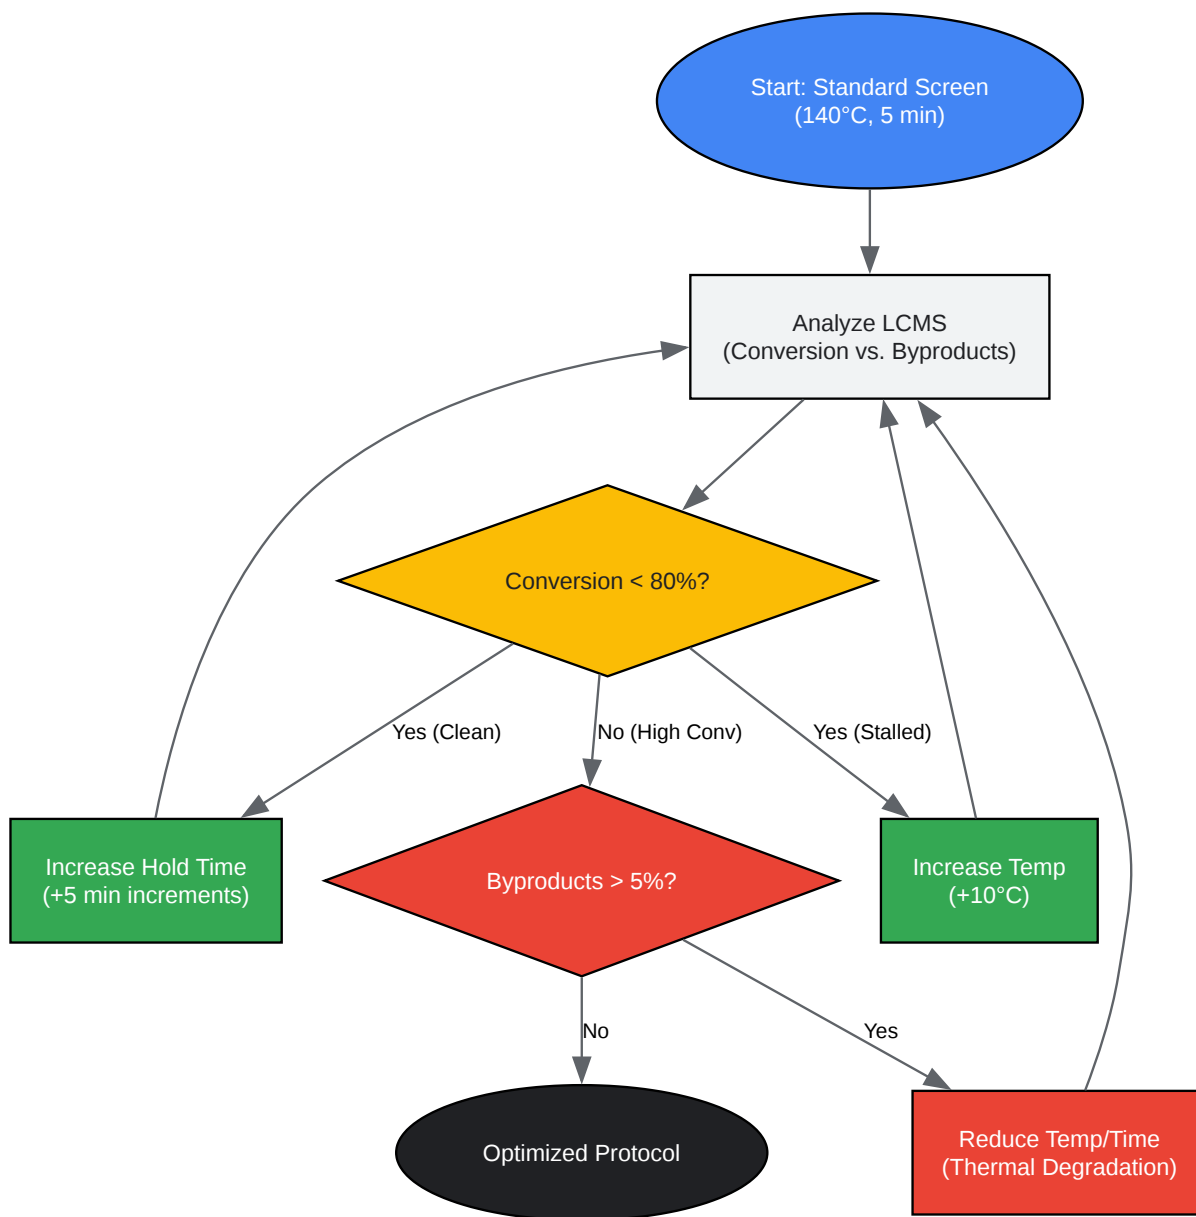 Start: Standard Screen
(140°C, 5 min)
Analyze LCMS
(Conversion vs. Byproducts)
Conversion < 80%?
Yes (Clean)
No (High Conv)
Yes (Stalled)
Increase Hold Time
(+5 min increments)
Byproducts > 5%?
Increase Temp
(+10°C)
No
Yes
Optimized Protocol
Reduce Temp/Time
(Thermal Degradation)